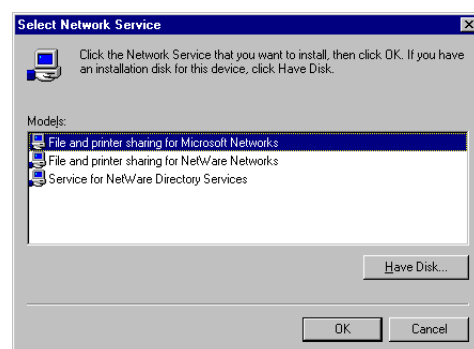 Select Network Service
Click the Network Service that you want to install, then click OK. If you have
an installation disk for this device, click Have Disk.
Models:
File and printer sharing for Microsoft Networks
File and printer sharing for NetWare Networks
Service for NetWare Directory Services
Have Disk...
OK
Cancel